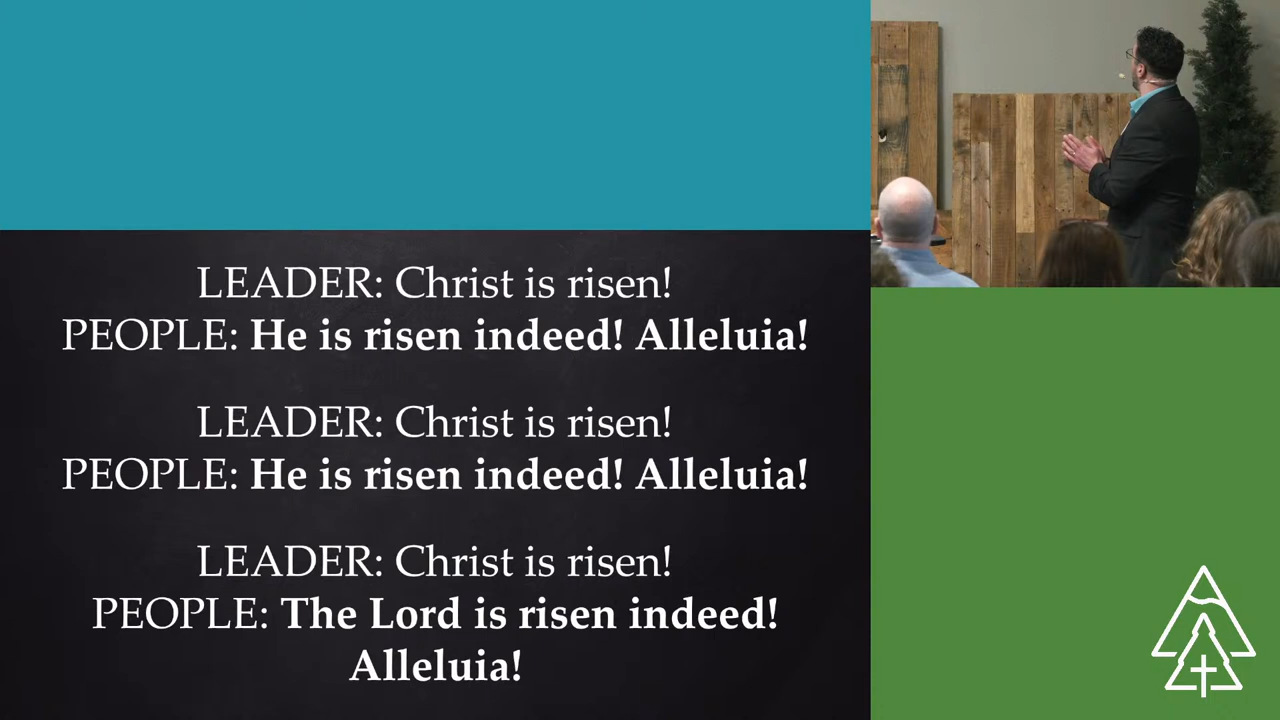 LEADER: Christ is risen!
PEOPLE: He is risen indeed! Alleluia!
LEADER: Christ is risen!
PEOPLE: He is risen indeed! Alleluia!
LEADER: Christ is risen!
PEOPLE: The Lord is risen indeed!
Alleluia!